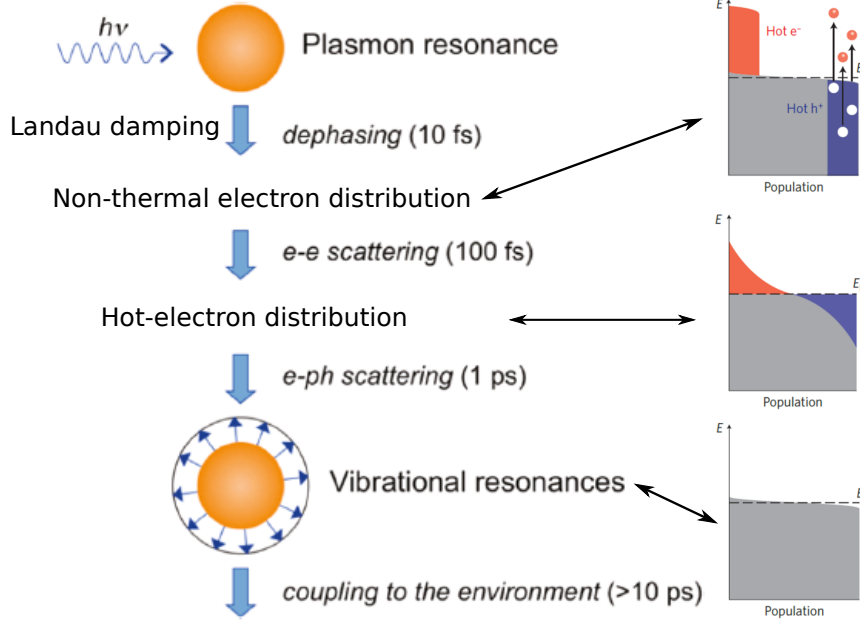 hν
Plasmon resonance
Landau damping
dephasing (10 fs)
Non-thermal electron distribution
e-e scattering (100 fs)
Hot-electron distribution
e-ph scattering (1 ps)
Vibrational resonances
coupling to the environment (>10 ps)
E
Hot e⁻
E
Hot h⁺
Population
E
E
Population
E
E
Population